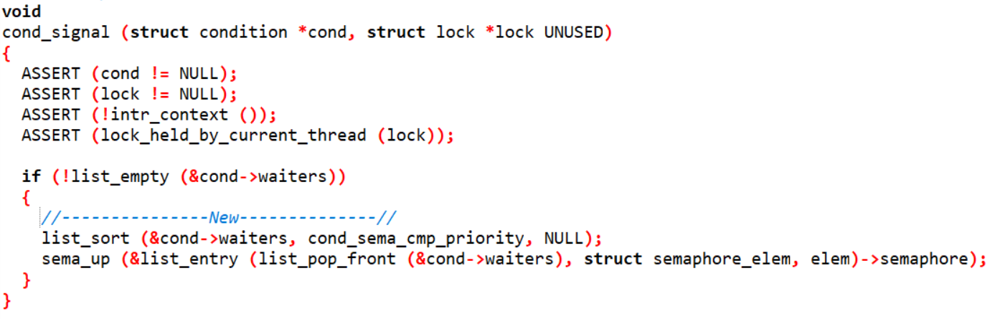 void
cond_signal (struct condition *cond, struct lock *lock UNUSED)
{
  ASSERT (cond != NULL);
  ASSERT (lock != NULL);
  ASSERT (!intr_context ());
  ASSERT (lock_held_by_current_thread (lock));

  if (!list_empty (&cond->waiters))
  {
    //---------------New--------------//
    list_sort (&cond->waiters, cond_sema_cmp_priority, NULL);
    sema_up (&list_entry (list_pop_front (&cond->waiters), struct semaphore_elem, elem)->semaphore);
  }
}